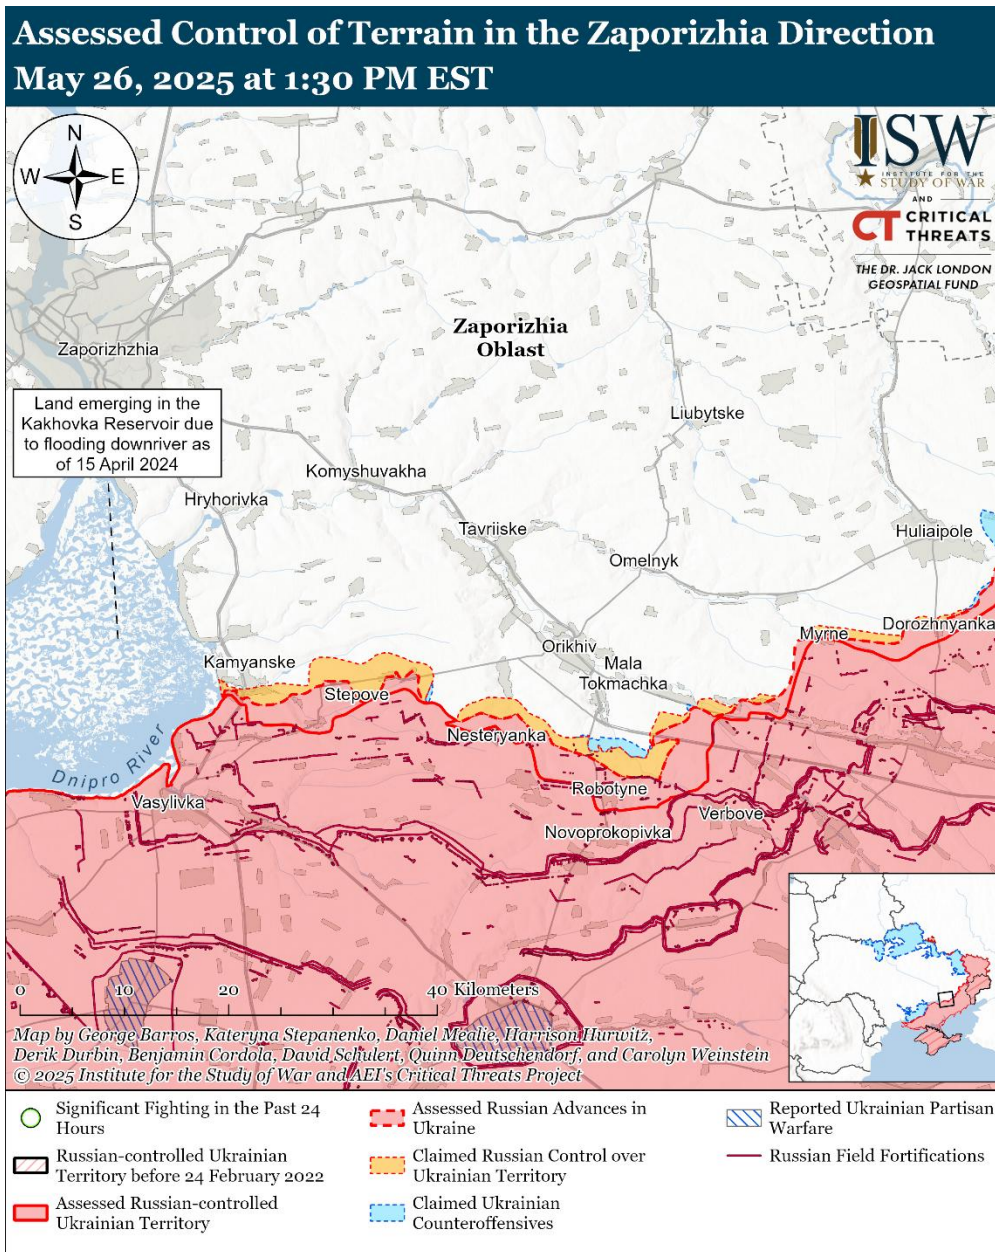 Assessed Control of Terrain in the Zaporizhia Direction
May 26, 2025 at 1:30 PM EST
N
W
E
S
ISW
INSTITUTE FOR THE
STUDY OF WAR
AND
CT CRITICAL
THREATS
THE DR. JACK LONDON
GEOSPATIAL FUND
Zaporizhia
Oblast
Zaporizhzhia
Land emerging in the
Kakhovka Reservoir due
to flooding downriver as
of 15 April 2024
Liubytske
Komyshuvakha
Hryhorivka
Tavriiske
Huliaipole
Omelnyk
Dorozhnyanka
Myrne
Orikhiv
Mala
Tokmachka
Kamyanske
Stepove
Nesteryanka
Dnipro River
Robotyne
Vasylivka
Verbove
Novoprokopivka
0
10
20
40 Kilometers
Map by George Barros, Kateryna Stepanenko, Daniel Mealie, Harrison Hurwitz,
Derik Durbin, Benjamin Cordola, David Schulert, Quinn Deutschendorf, and Carolyn Weinstein
© 2025 Institute for the Study of War and AEI's Critical Threats Project
Significant Fighting in the Past 24
Hours
Russian-controlled Ukrainian
Territory before 24 February 2022
Assessed Russian-controlled
Ukrainian Territory
Assessed Russian Advances in
Ukraine
Claimed Russian Control over
Ukrainian Territory
Claimed Ukrainian
Counteroffensives
Reported Ukrainian Partisan
Warfare
Russian Field Fortifications